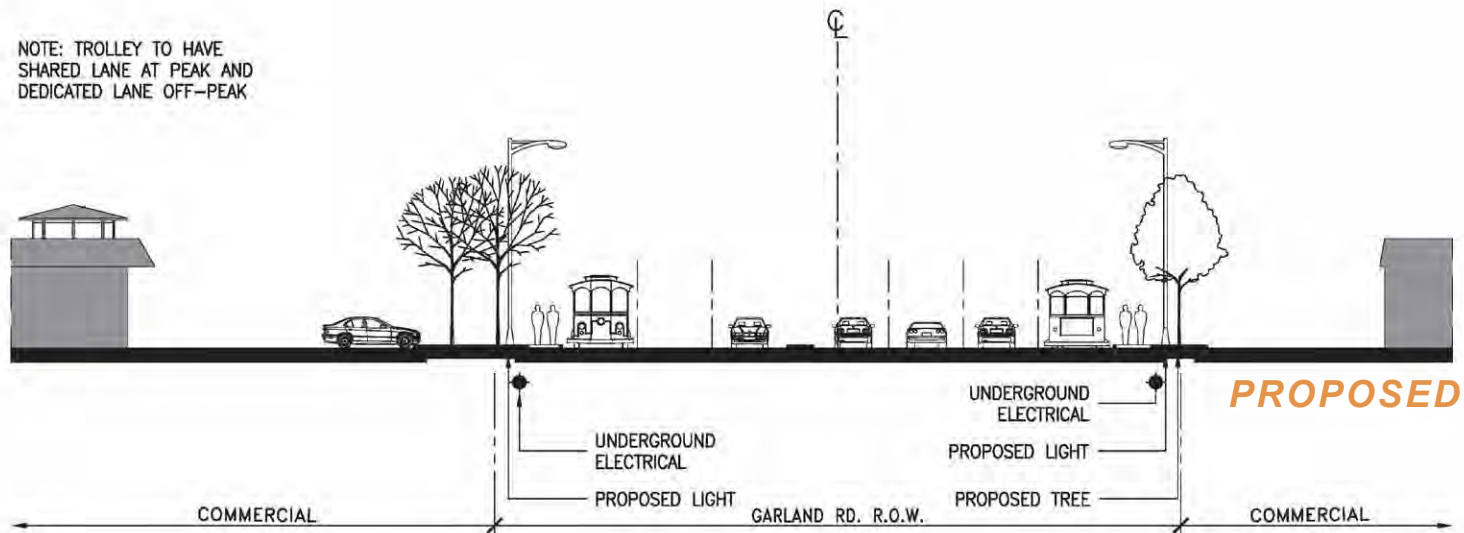 NOTE: TROLLEY TO HAVE
SHARED LANE AT PEAK AND
DEDICATED LANE OFF-PEAK
℄
UNDERGROUND
ELECTRICAL
PROPOSED LIGHT
UNDERGROUND
ELECTRICAL
PROPOSED LIGHT
PROPOSED TREE
PROPOSED
COMMERCIAL
GARLAND RD. R.O.W.
COMMERCIAL